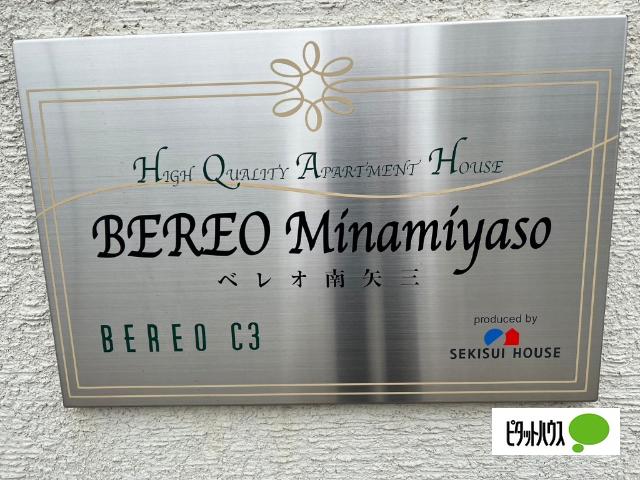 High Quality Apartment House
BEREO Minamiyaso
ベレオ南矢三
BEREO C3
produced by
SEKISUI HOUSE
ピタットハウス